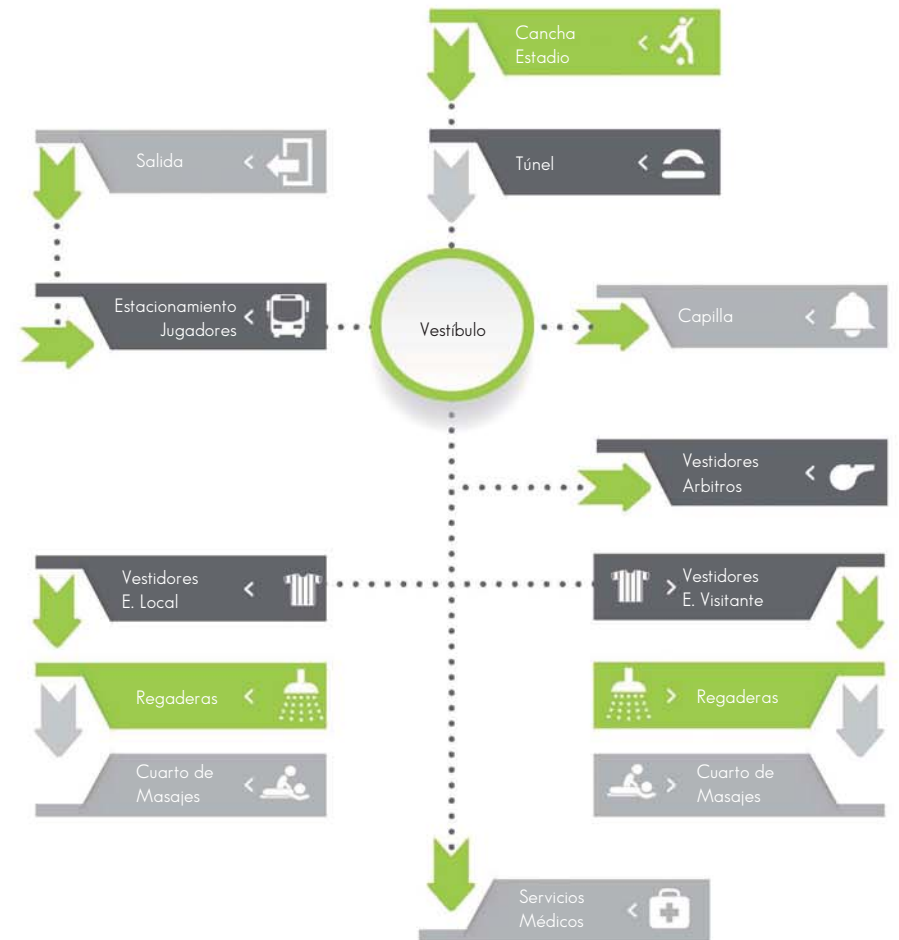 Cancha
Estadio
Salida
Túnel
Estacionamiento
Jugadores
Vestíbulo
Capilla
Vestidores
Arbitros
Vestidores
E. Local
Vestidores
E. Visitante
Regaderas
Regaderas
Cuarto de
Masajes
Cuarto de
Masajes
Servicios
Médicos